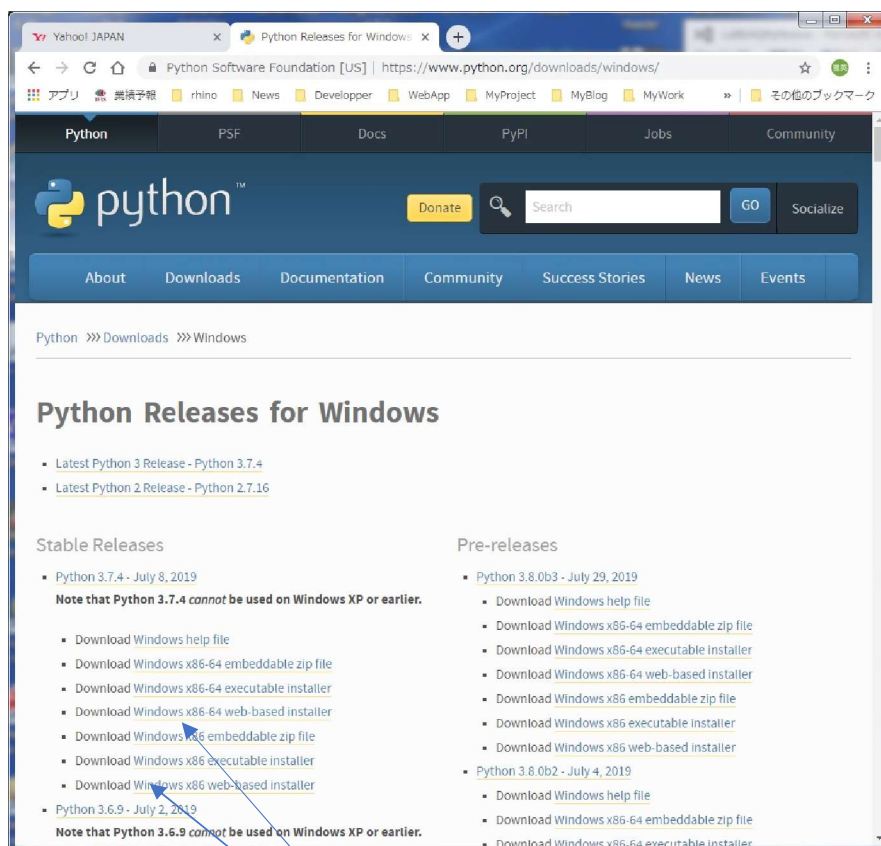 Yahoo! JAPAN
Python Releases for Windows
Python Software Foundation [US] | https://www.python.org/downloads/windows/
アプリ 業績予報 rhino News Developper WebApp MyProject MyBlog MyWork » その他のブックマーク
Python PSF Docs PyPI Jobs Community
python™
Donate Search GO Socialize
About Downloads Documentation Community Success Stories News Events
Python >>> Downloads >>> Windows
Python Releases for Windows
Latest Python 3 Release - Python 3.7.4
Latest Python 2 Release - Python 2.7.16
Stable Releases
Python 3.7.4 - July 8, 2019
Note that Python 3.7.4 cannot be used on Windows XP or earlier.
Download Windows help file
Download Windows x86-64 embeddable zip file
Download Windows x86-64 executable installer
Download Windows x86-64 web-based installer
Download Windows x86 embeddable zip file
Download Windows x86 executable installer
Download Windows x86 web-based installer
Python 3.6.9 - July 2, 2019
Note that Python 3.6.9 cannot be used on Windows XP or earlier.
Pre-releases
Python 3.8.0b3 - July 29, 2019
Download Windows help file
Download Windows x86-64 embeddable zip file
Download Windows x86-64 executable installer
Download Windows x86-64 web-based installer
Download Windows x86 embeddable zip file
Download Windows x86 executable installer
Download Windows x86 web-based installer
Python 3.8.0b2 - July 4, 2019
Download Windows help file
Download Windows x86-64 embeddable zip file
Download Windows x86-64 executable installer